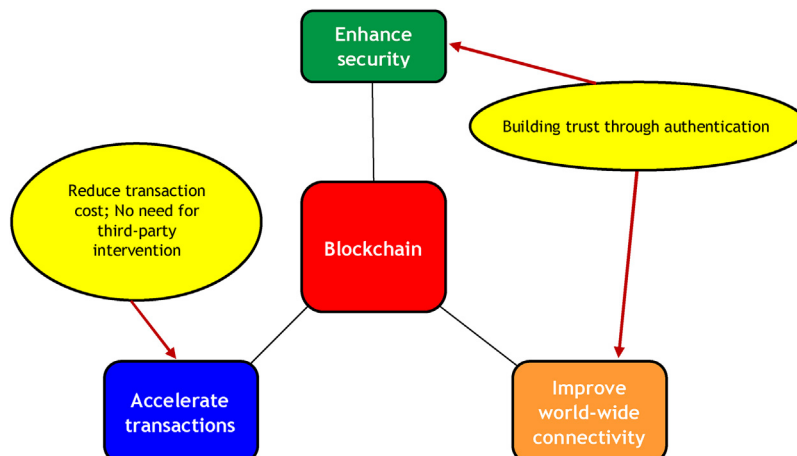 Enhance
security
Building trust through authentication
Reduce transaction
cost; No need for
third-party
intervention
Blockchain
Accelerate
transactions
Improve
world-wide
connectivity